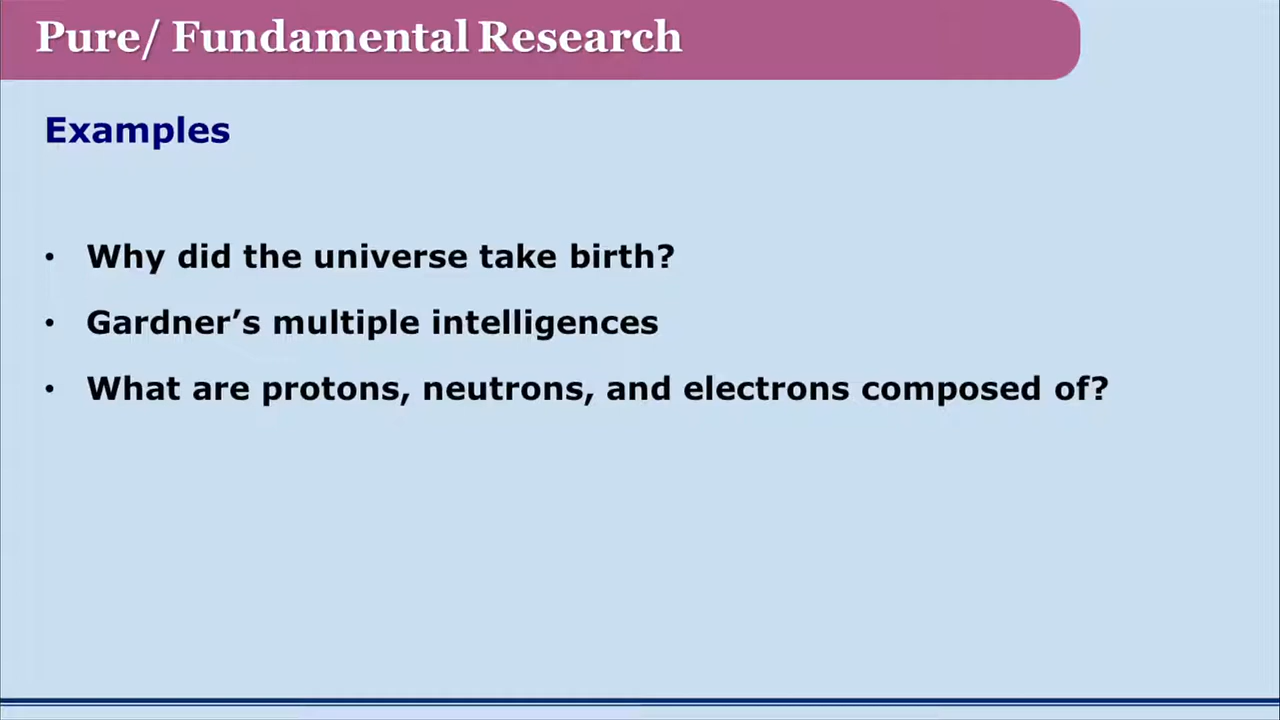 Pure/ Fundamental Research
Examples
• Why did the universe take birth?
• Gardner’s multiple intelligences
• What are protons, neutrons, and electrons composed of?